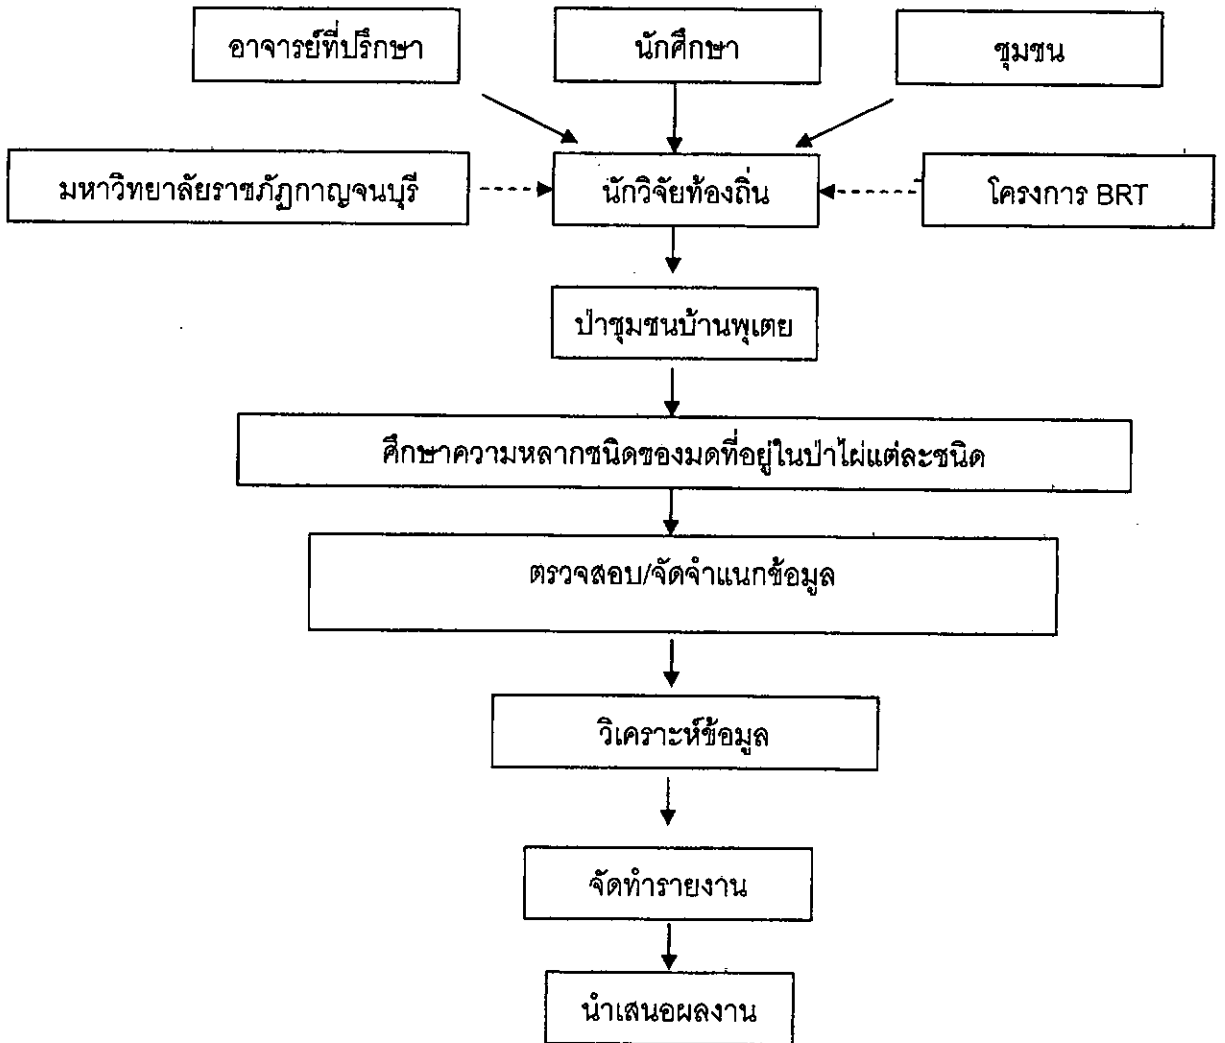 อาจารย์ที่ปรึกษา
นักศึกษา
ชุมชน
มหาวิทยาลัยราชภัฏกาญจนบุรี
นักวิจัยท้องถิ่น
โครงการ BRT
ป่าชุมชนบ้านพุเตย
ศึกษาความหลากชนิดของมดที่อยู่ในป่าไผ่แต่ละชนิด
ตรวจสอบ/จัดจำแนกข้อมูล
วิเคราะห์ข้อมูล
จัดทำรายงาน
นำเสนอผลงาน